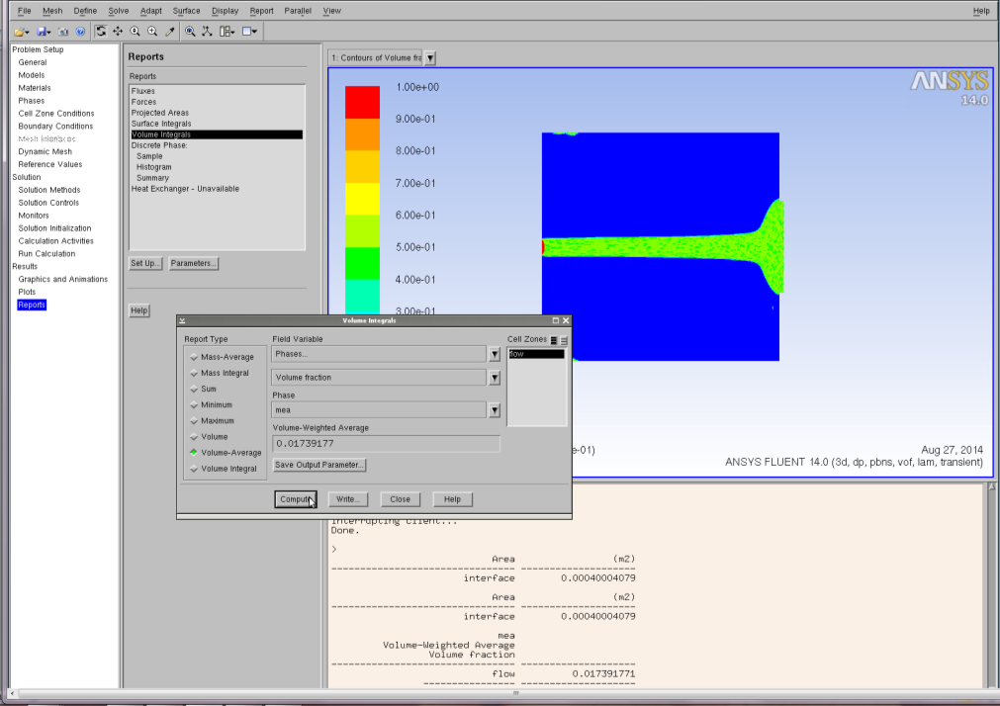 File Mesh Define Solve Adapt Surface Display Report Parallel View Help
Problem Setup
General
Models
Materials
Phases
Cell Zone Conditions
Boundary Conditions
Mesh Interfaces
Dynamic Mesh
Reference Values
Solution
Solution Methods
Solution Controls
Monitors
Solution Initialization
Calculation Activities
Run Calculation
Results
Graphics and Animations
Plots
Reports
Reports
Reports
Fluxes
Forces
Projected Areas
Surface Integrals
Volume Integrals
Discrete Phase:
Sample
Histogram
Summary
Heat Exchanger - Unavailable
Set Up... Parameters...
Help
1: Contours of Volume fra
ANSYS
14.0
1.00e+00
9.00e-01
8.00e-01
7.00e-01
6.00e-01
5.00e-01
4.00e-01
3.00e-01
e-01)
Aug 27, 2014
ANSYS FLUENT 14.0 (3d, dp, pbns, vof, lam, transient)
Volume Integrals
Report Type
Mass-Average
Mass Integral
Sum
Minimum
Maximum
Volume
Volume-Average
Volume Integral
Field Variable
Phases...
Volume fraction
Phase
mea
Volume-Weighted Average
0.01739177
Save Output Parameter...
Cell Zones
flow
Compute Write... Close Help
Interrupting client...
Done.
>
Area (m2)
-------------------------------- --------------------
interface 0.00040004079
Area (m2)
-------------------------------- --------------------
interface 0.00040004079
mea
Volume-Weighted Average
Volume fraction
-------------------------------- --------------------
flow 0.017391771
---------------- --------------------